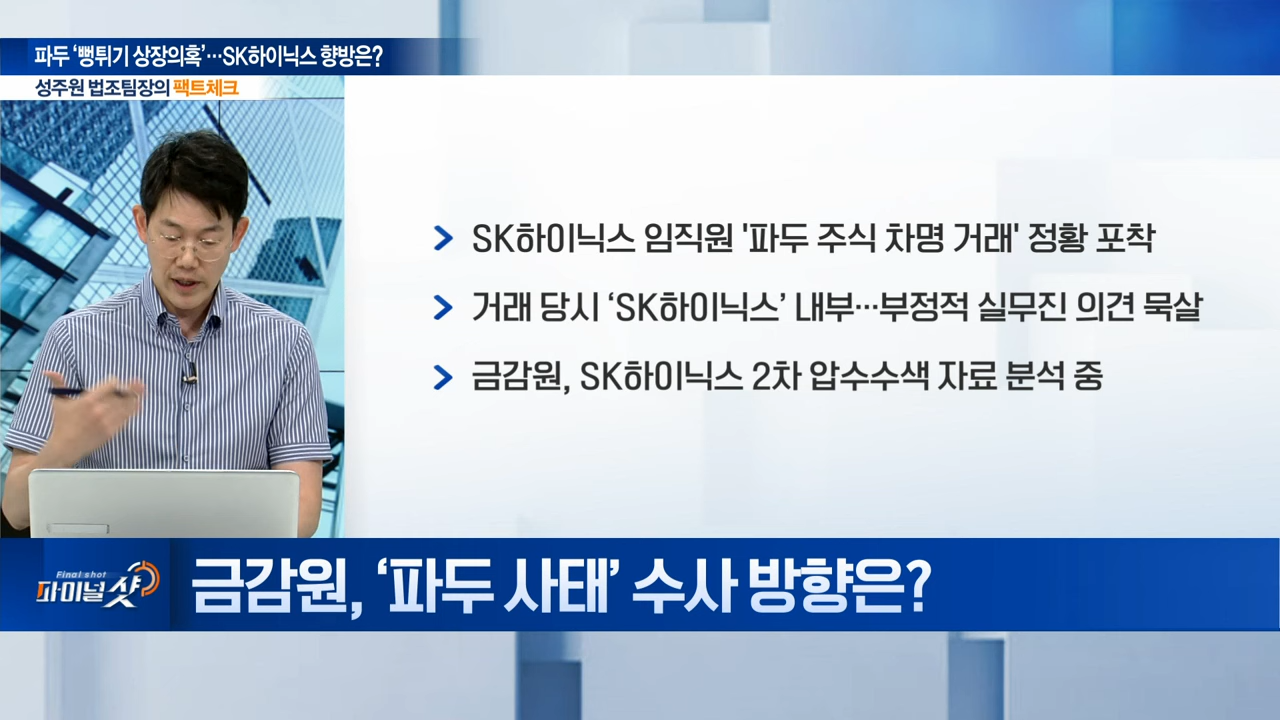 파두 ‘뻥튀기 상장의혹’…SK하이닉스 향방은?
성주원 법조팀장의 팩트체크
SK하이닉스 임직원 '파두 주식 차명 거래' 정황 포착
거래 당시 ‘SK하이닉스’ 내부…부정적 실무진 의견 묵살
금감원, SK하이닉스 2차 압수수색 자료 분석 중
Final shot
파이널 샷
금감원, ‘파두 사태’ 수사 방향은?